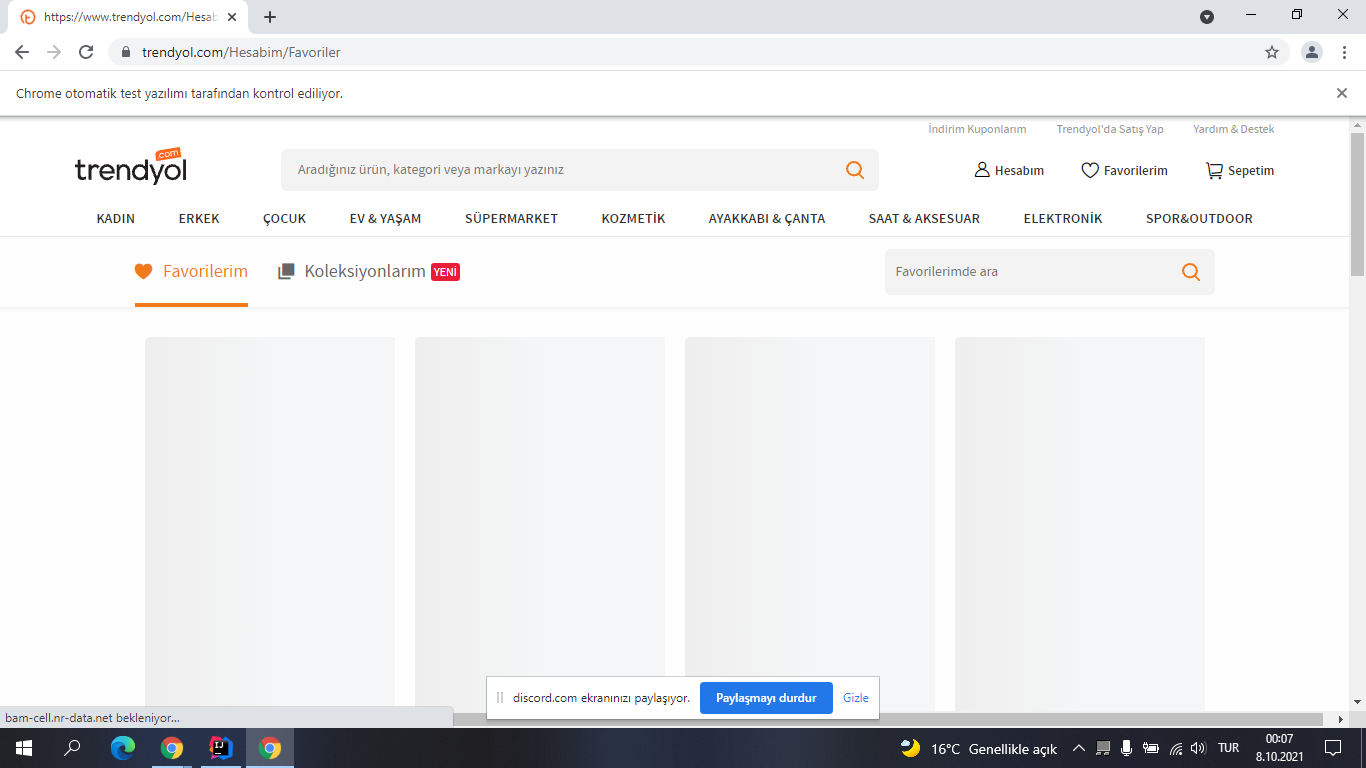 https://www.trendyol.com/Hesab
trendyol.com/Hesabim/Favoriler
Chrome otomatik test yazılımı tarafından kontrol ediliyor.
İndirim Kuponlarım Trendyol'da Satış Yap Yardım & Destek
trendyol.com
Aradığınız ürün, kategori veya markayı yazınız
Hesabım Favorilerim Sepetim
KADIN ERKEK ÇOCUK EV & YAŞAM SÜPERMARKET KOZMETİK AYAKKABI & ÇANTA SAAT & AKSESUAR ELEKTRONİK SPOR&OUTDOOR
Favorilerim Koleksiyonlarım YENİ Favorilerimde ara
discord.com ekranınızı paylaşıyor. Paylaşmayı durdur Gizle
bam-cell.nr-data.net bekleniyor...
16°C Genellikle açık TUR 00:07
8.10.2021